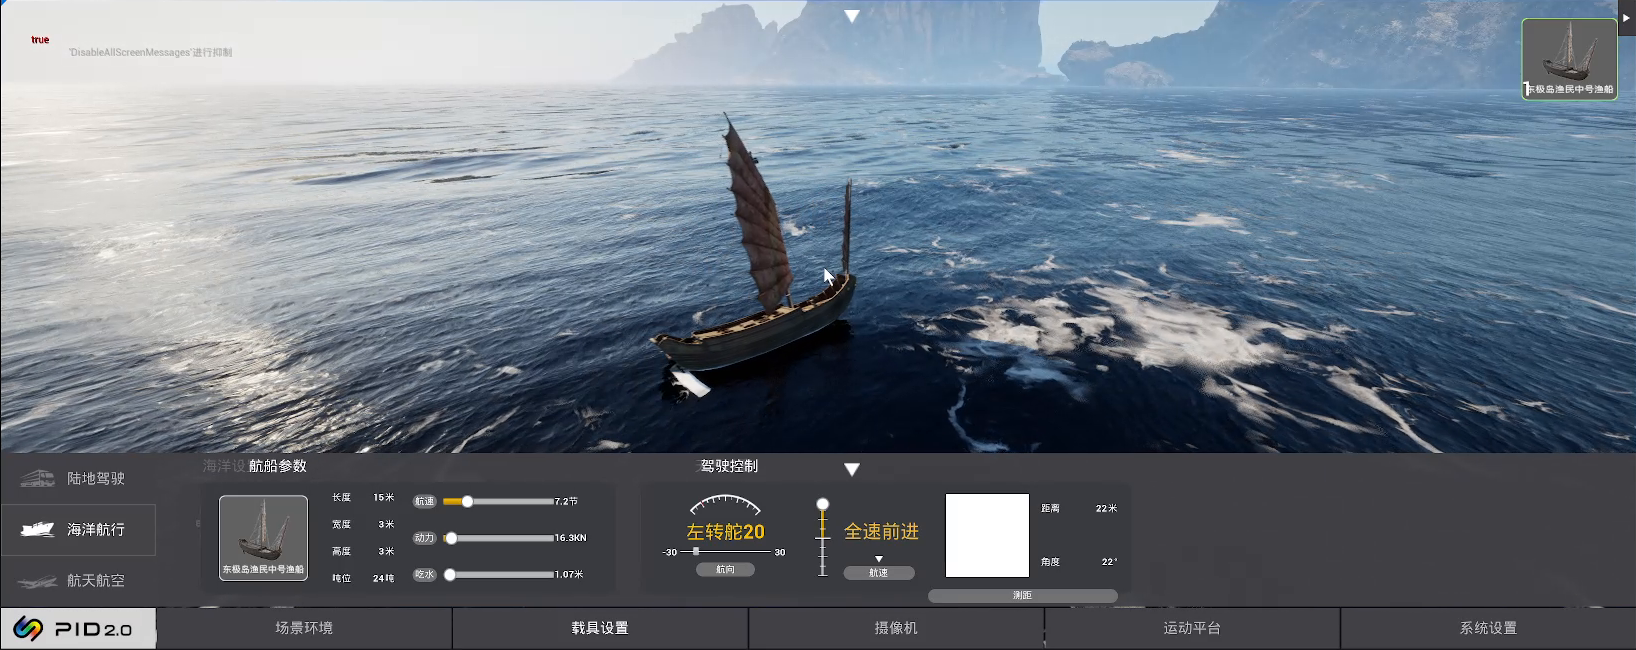 true
'DisableAllScreenMessages'进行抑制
东极岛渔民中号渔船
陆地驾驶
海洋航行
航天航空
海洋设
航船参数
东极岛渔民中号渔船
长度 15米
宽度 3米
高度 3米
吨位 24吨
航速 7.2节
动力 16.3KN
吃水 1.07米
驾驶控制
左转舵20
-30 30
航向
全速前进
航速
距离 22米
角度 22°
测距
PID2.0
场景环境
载具设置
摄像机
运动平台
系统设置